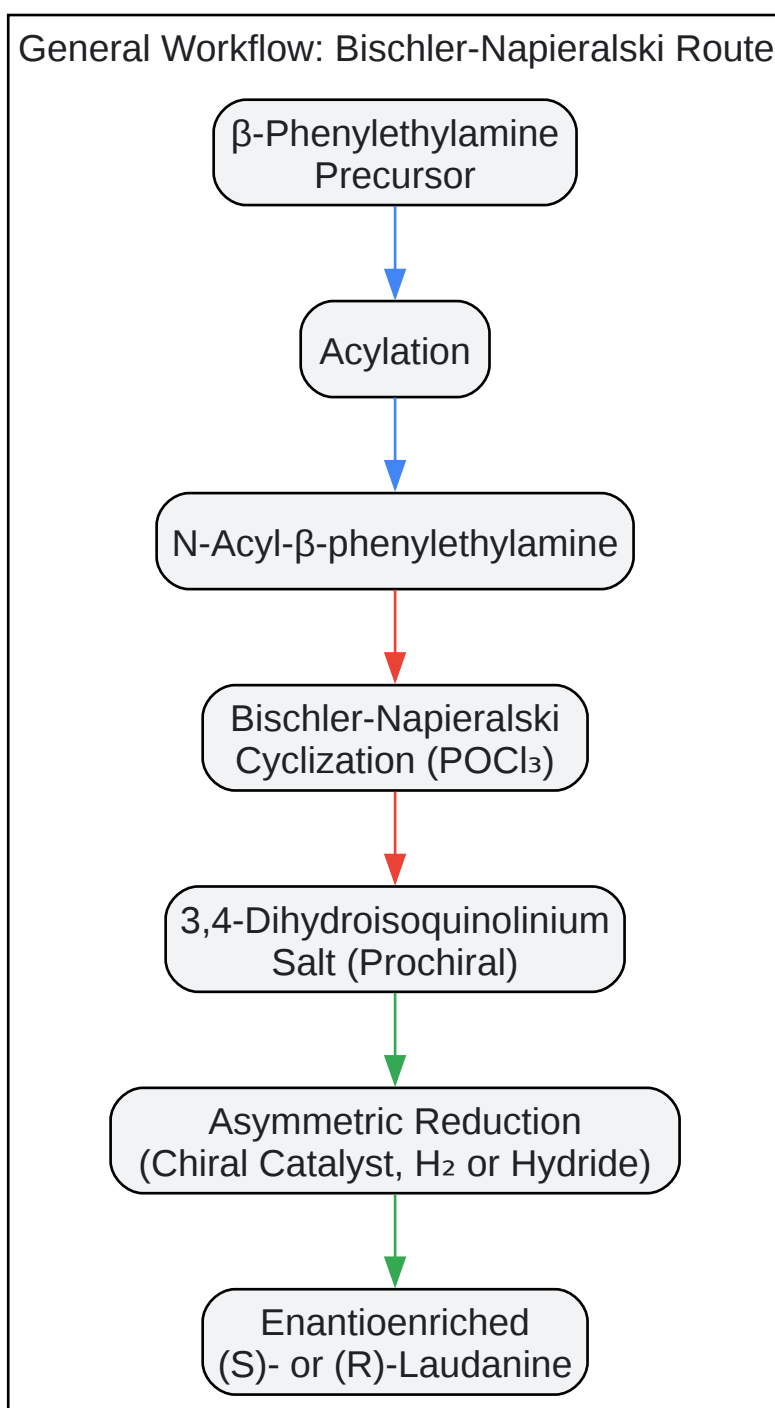 General Workflow: Bischler-Napieralski Route
β-Phenylethylamine
Precursor
Acylation
N-Acyl-β-phenylethylamine
Bischler-Napieralski
Cyclization (POCl₃)
3,4-Dihydroisoquinolinium
Salt (Prochiral)
Asymmetric Reduction
(Chiral Catalyst, H₂ or Hydride)
Enantioenriched
(S)- or (R)-Laudanine